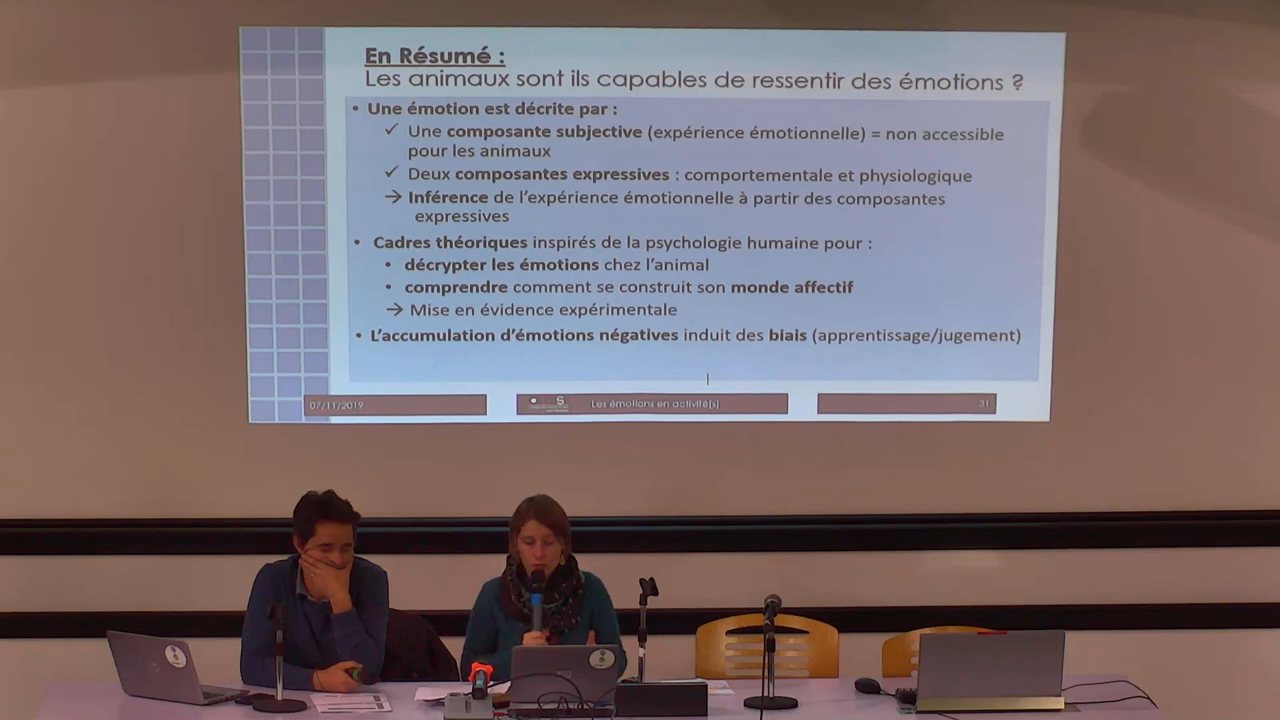 En Résumé :
Les animaux sont ils capables de ressentir des émotions ?
• Une émotion est décrite par :
✓ Une composante subjective (expérience émotionnelle) = non accessible
pour les animaux
✓ Deux composantes expressives : comportementale et physiologique
→ Inférence de l'expérience émotionnelle à partir des composantes
expressives
• Cadres théoriques inspirés de la psychologie humaine pour :
• décrypter les émotions chez l'animal
• comprendre comment se construit son monde affectif
→ Mise en évidence expérimentale
• L'accumulation d'émotions négatives induit des biais (apprentissage/jugement)
07/11/2019
Les émotions en activité[s]
31